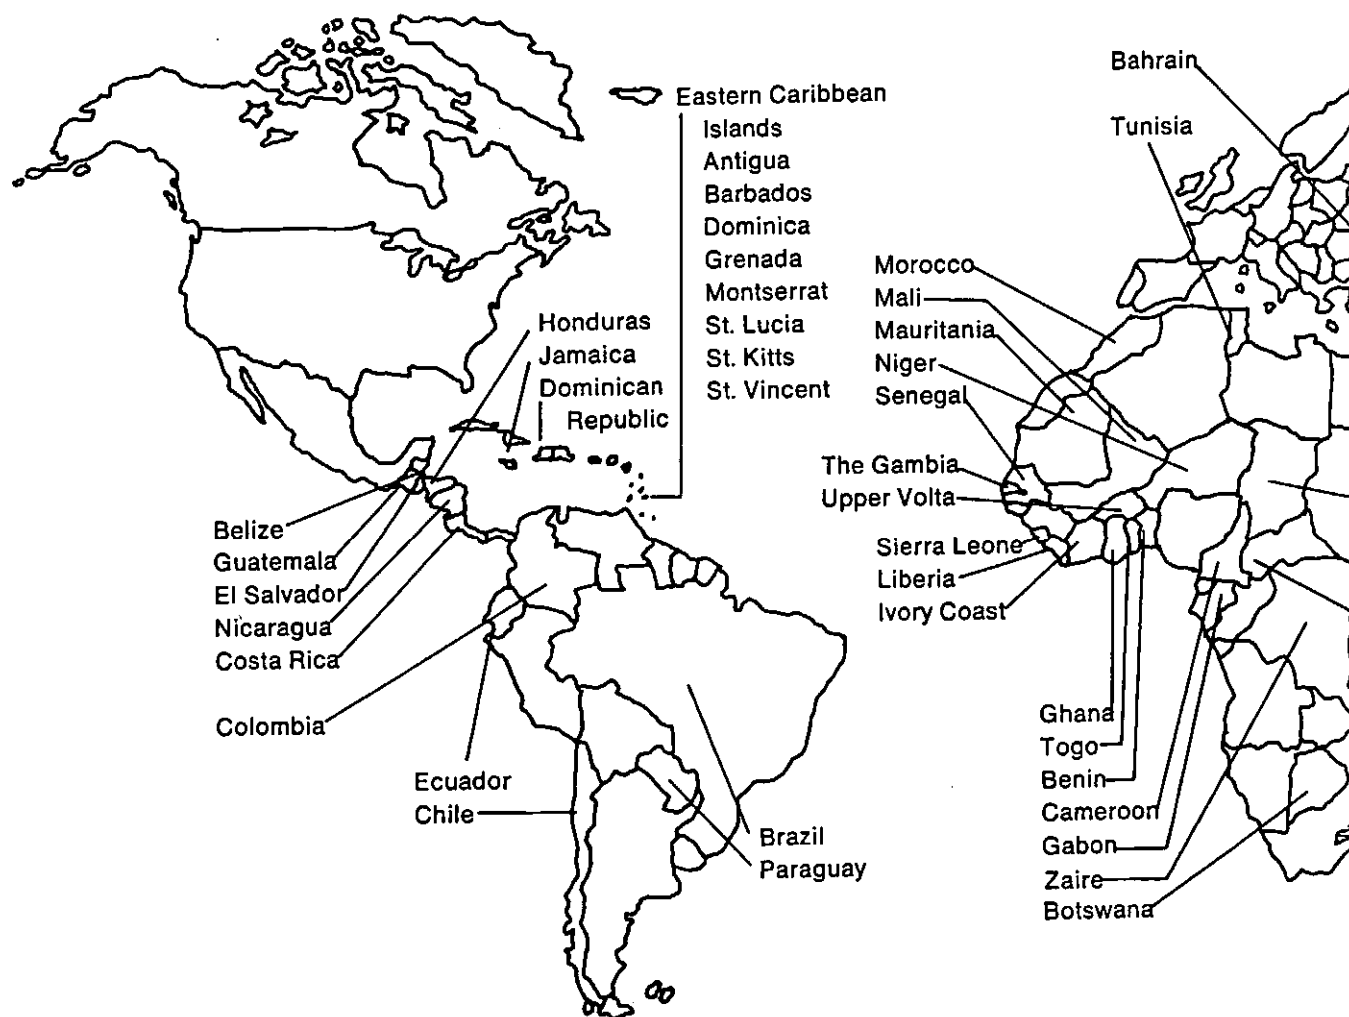 Bahrain
Tunisia
Eastern Caribbean
Islands
Antigua
Barbados
Dominica
Grenada
Montserrat
St. Lucia
St. Kitts
St. Vincent
Honduras
Jamaica
Dominican
Republic
Belize
Guatemala
El Salvador
Nicaragua
Costa Rica
Colombia
Ecuador
Chile
Brazil
Paraguay
Morocco
Mali
Mauritania
Niger
Senegal
The Gambia
Upper Volta
Sierra Leone
Liberia
Ivory Coast
Ghana
Togo
Benin
Cameroon
Gabon
Zaire
Botswana